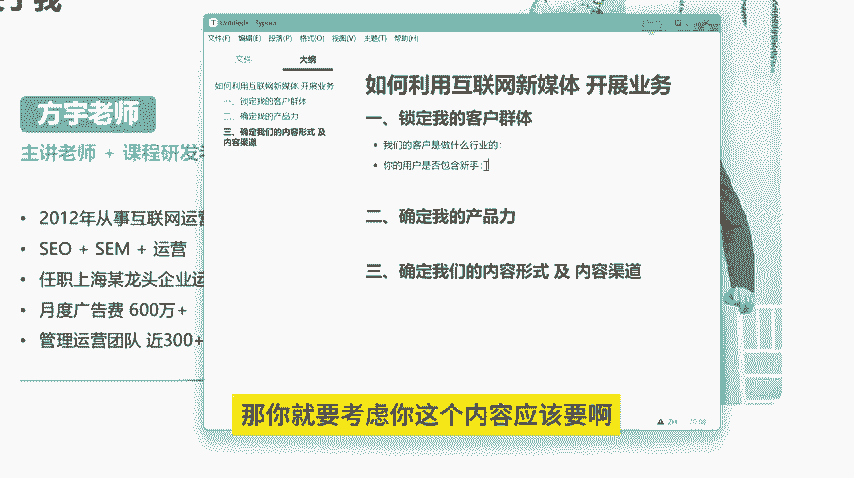 于我
方宇老师
主讲老师 + 课程研发
• 2012年从事互联网运营
• SEO + SEM + 运营
• 任职上海某龙头企业运
• 月度广告费 600万+
• 管理运营团队 近300+
文件(F) 编辑(E) 段落(P) 格式(O) 视图(V) 主题(T) 帮助(H)
文件 大纲
如何利用互联网新媒体 开展业务
一、锁定我的客户群体
二、确定我的产品力
三、确定我们的内容形式 及
内容渠道
如何利用互联网新媒体 开展业务
一、锁定我的客户群体
• 我们的客户是做什么行业的:
• 你的用户是否包含新手:
二、确定我的产品力
三、确定我们的内容形式 及 内容渠道
那你就要考虑你这个内容应该要啊